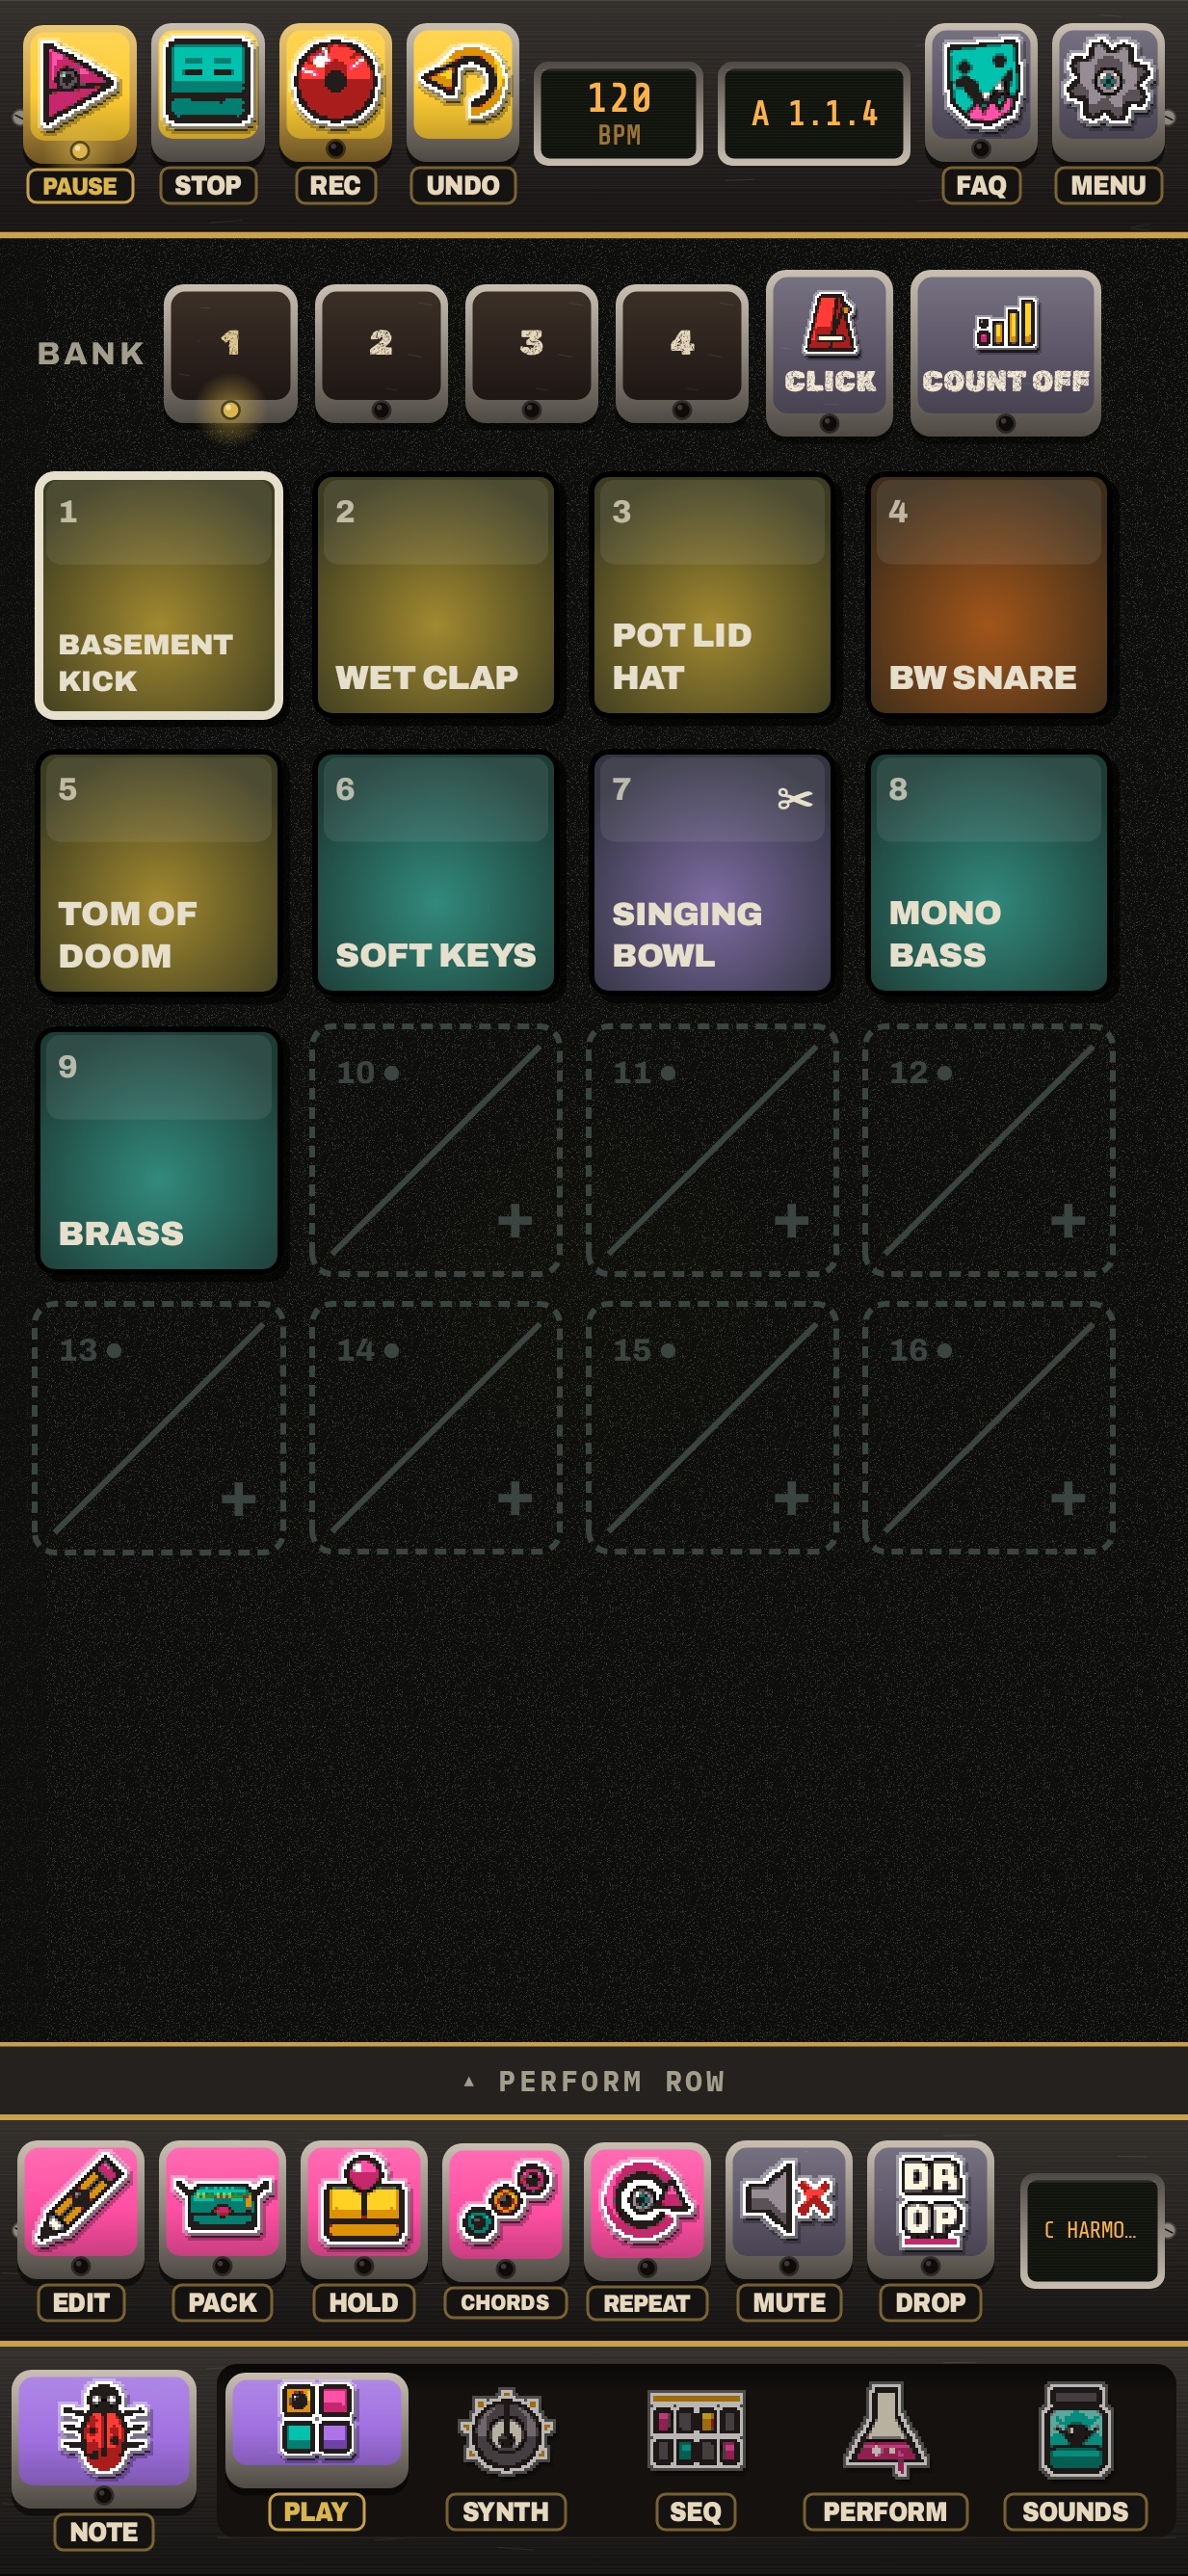 120
BPM
A 1.1.4
PAUSE
STOP
REC
UNDO
FAQ
MENU
BANK
1
2
3
4
CLICK
COUNT OFF
1
BASEMENT
KICK
2
WET CLAP
3
POT LID
HAT
4
BW SNARE
5
TOM OF
DOOM
6
SOFT KEYS
7
SINGING
BOWL
8
MONO
BASS
9
BRASS
10
11
12
13
14
15
16
▲ PERFORM ROW
DR
OP
C HARMO…
EDIT
PACK
HOLD
CHORDS
REPEAT
MUTE
DROP
NOTE
PLAY
SYNTH
SEQ
PERFORM
SOUNDS